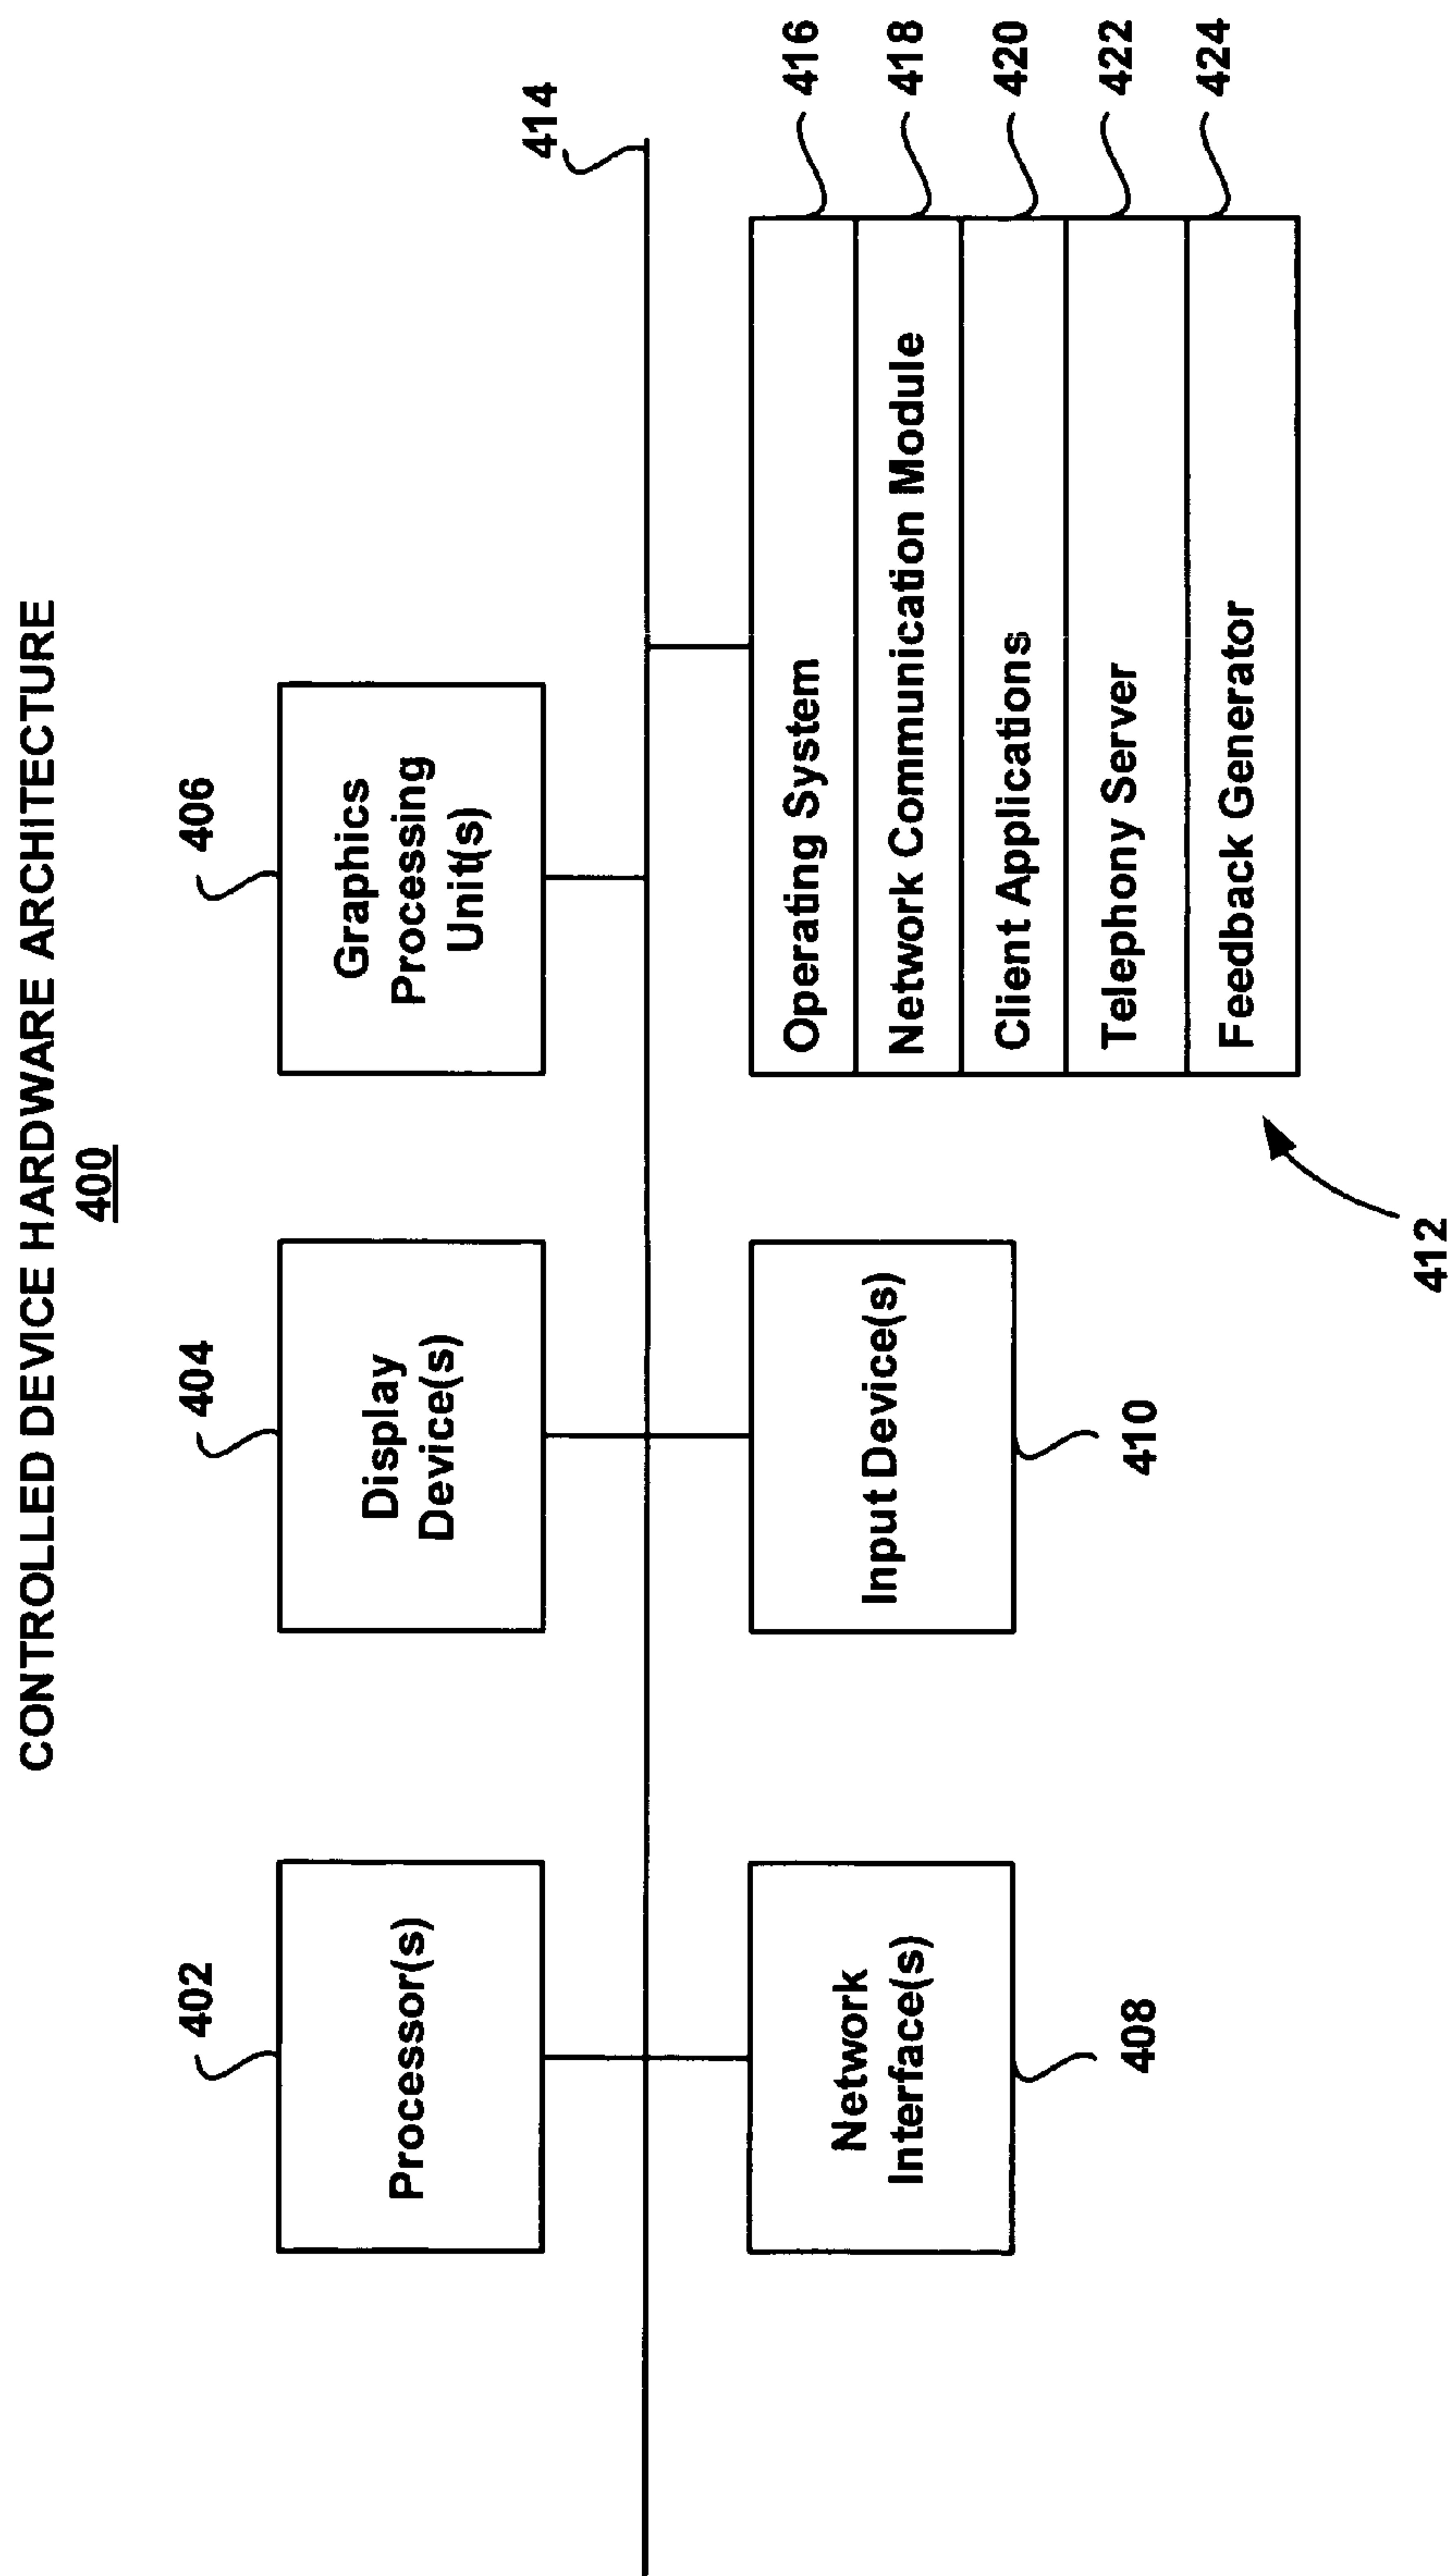 CONTROLLED DEVICE HARDWARE ARCHITECTURE
400
402
404
406
414
Processor(s)
Display
Device(s)
Graphics
Processing
Unit(s)
Network
Interface(s)
408
Input Device(s)
410
Operating System
416
Network Communication Module
418
Client Applications
420
Telephony Server
422
Feedback Generator
424
412